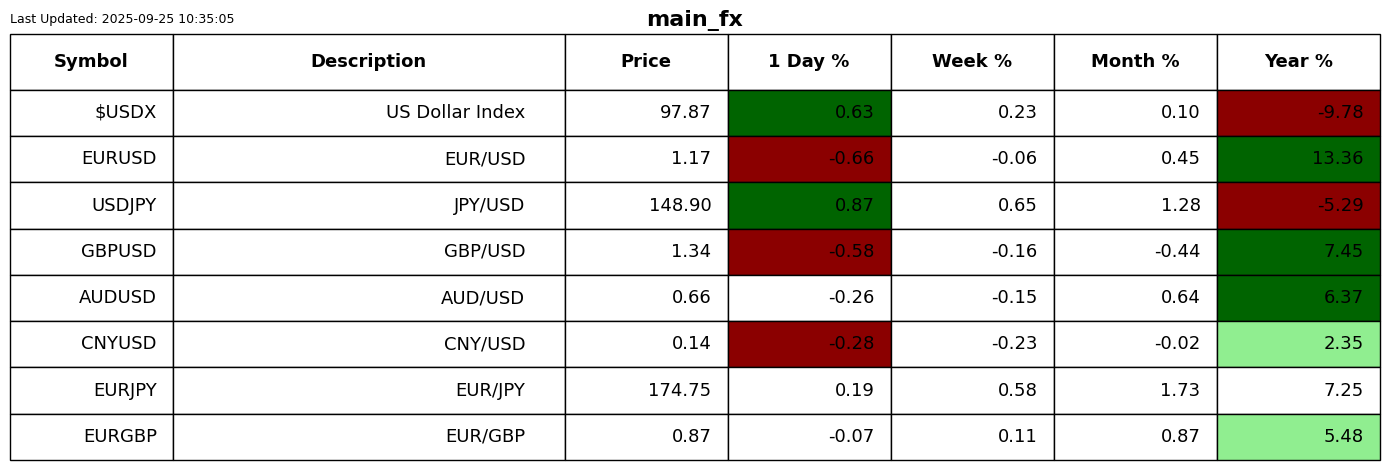 Last Updated: 2025-09-25 10:35:05
main_fx
Symbol Description Price 1 Day % Week % Month % Year %
$USDX US Dollar Index 97.87 0.63 0.23 0.10 -9.78
EURUSD EUR/USD 1.17 -0.66 -0.06 0.45 13.36
USDJPY JPY/USD 148.90 0.87 0.65 1.28 -5.29
GBPUSD GBP/USD 1.34 -0.58 -0.16 -0.44 7.45
AUDUSD AUD/USD 0.66 -0.26 -0.15 0.64 6.37
CNYUSD CNY/USD 0.14 -0.28 -0.23 -0.02 2.35
EURJPY EUR/JPY 174.75 0.19 0.58 1.73 7.25
EURGBP EUR/GBP 0.87 -0.07 0.11 0.87 5.48